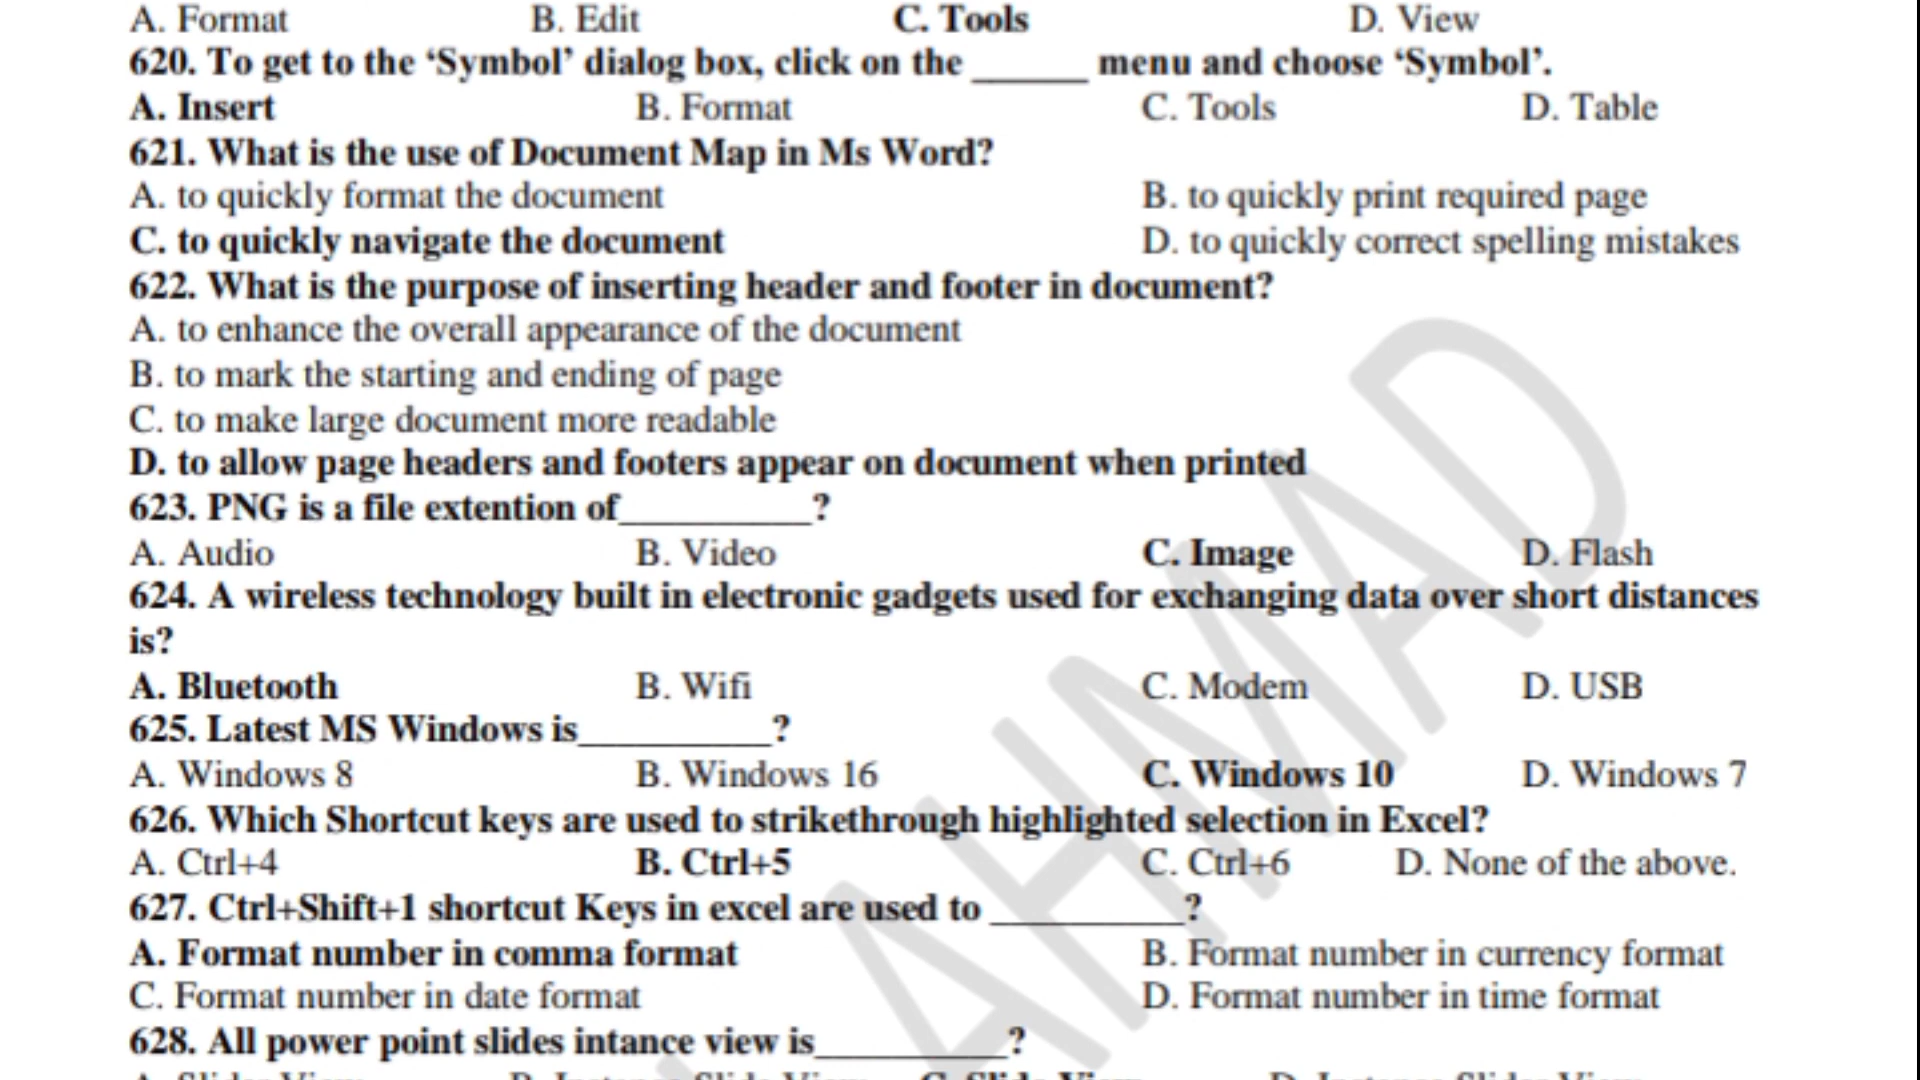 A. Format B. Edit C. Tools D. View
620. To get to the ‘Symbol’ dialog box, click on the ______ menu and choose ‘Symbol’.
A. Insert B. Format C. Tools D. Table
621. What is the use of Document Map in Ms Word?
A. to quickly format the document B. to quickly print required page
C. to quickly navigate the document D. to quickly correct spelling mistakes
622. What is the purpose of inserting header and footer in document?
A. to enhance the overall appearance of the document
B. to mark the starting and ending of page
C. to make large document more readable
D. to allow page headers and footers appear on document when printed
623. PNG is a file extention of__________?
A. Audio B. Video C. Image D. Flash
624. A wireless technology built in electronic gadgets used for exchanging data over short distances
is?
A. Bluetooth B. Wifi C. Modem D. USB
625. Latest MS Windows is__________?
A. Windows 8 B. Windows 16 C. Windows 10 D. Windows 7
626. Which Shortcut keys are used to strikethrough highlighted selection in Excel?
A. Ctrl+4 B. Ctrl+5 C. Ctrl+6 D. None of the above.
627. Ctrl+Shift+1 shortcut Keys in excel are used to __________?
A. Format number in comma format B. Format number in currency format
C. Format number in date format D. Format number in time format
628. All power point slides intance view is__________?
AHMAD